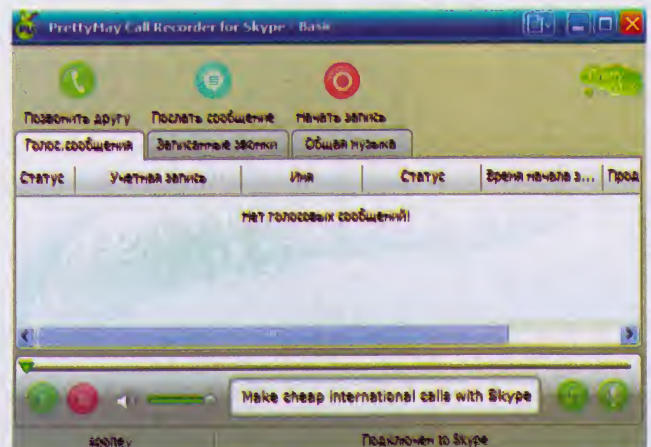 PrettyMay Call Recorder for Skype - Basic
Позвонить другу Послать сообщение Начать запись
Голос.сообщения Записанные звонки Общая музыка
Статус Учетная запись Имя Статус Время начала з... Прод
Нет голосовых сообщений!
Make cheap international calls with Skype
Подключен to Skype